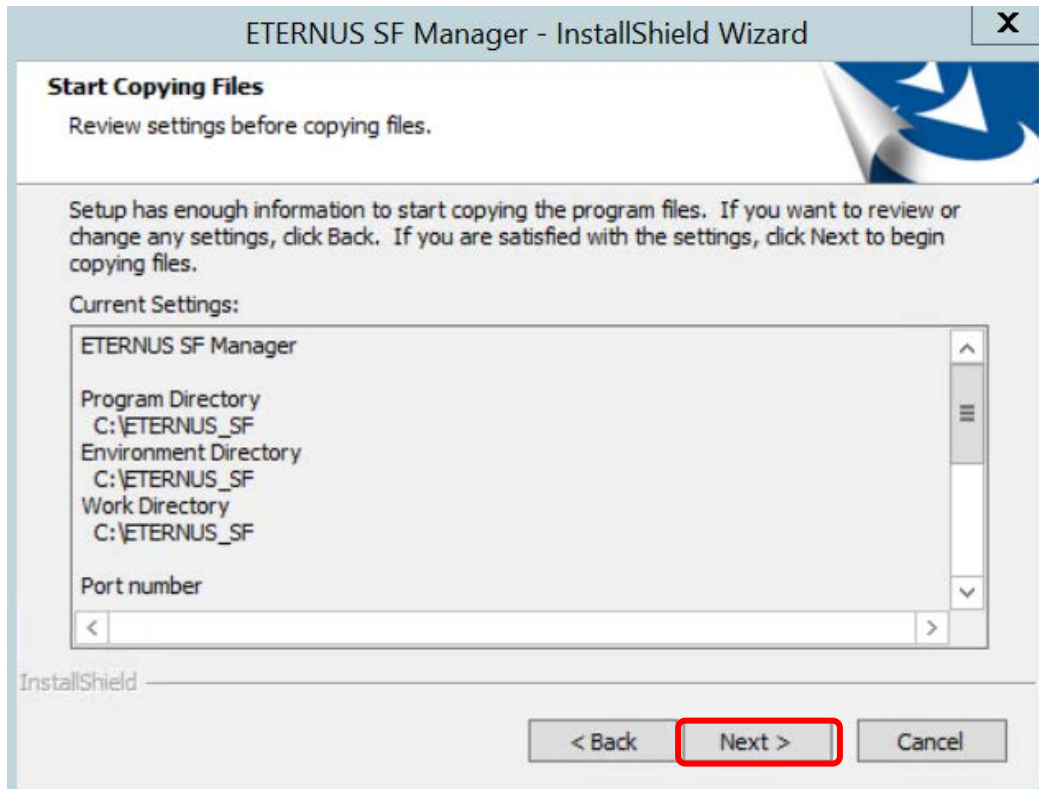 ETERNUS SF Manager - InstallShield Wizard
X
Start Copying Files
Review settings before copying files.
Setup has enough information to start copying the program files. If you want to review or
change any settings, click Back. If you are satisfied with the settings, click Next to begin
copying files.
Current Settings:
ETERNUS SF Manager
Program Directory
C:\ETERNUS_SF
Environment Directory
C:\ETERNUS_SF
Work Directory
C:\ETERNUS_SF
Port number
InstallShield
< Back Next > Cancel